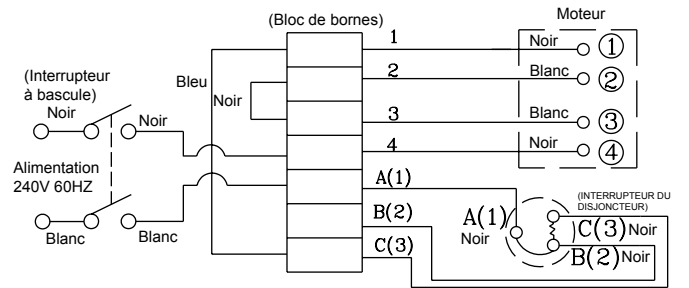 (Bloc de bornes)
Moteur
1
Noir
1
2
Blanc
2
Bleu
(Interrupteur
à bascule)
Noir
Noir
Noir
3
Blanc
3
4
Noir
4
Alimentation
240V 60HZ
A(1)
B(2)
C(3)
Blanc
Blanc
(INTERRUPTEUR DU
DISJONCTEUR)
A(1)
Noir
C(3) Noir
B(2) Noir